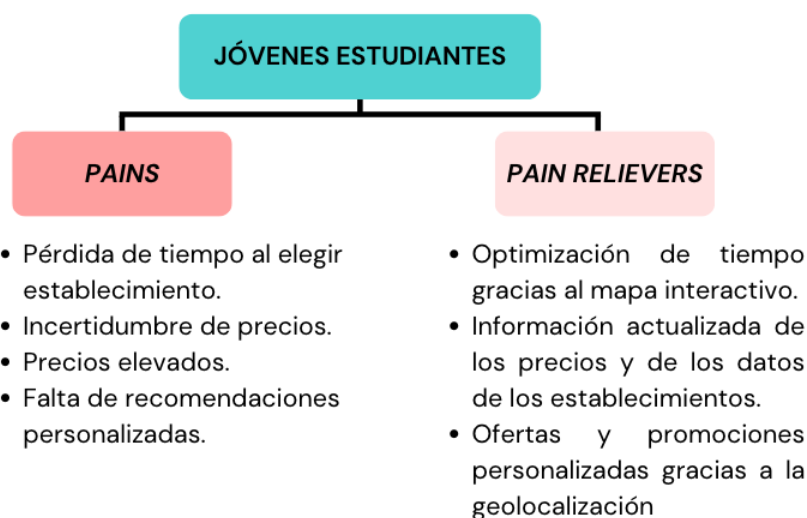 JÓVENES ESTUDIANTES
PAINS
• Pérdida de tiempo al elegir
establecimiento.
• Incertidumbre de precios.
• Precios elevados.
• Falta de recomendaciones
personalizadas.
PAIN RELIEVERS
• Optimización de tiempo
gracias al mapa interactivo.
• Información actualizada de
los precios y de los datos
de los establecimientos.
• Ofertas y promociones
personalizadas gracias a la
geolocalización